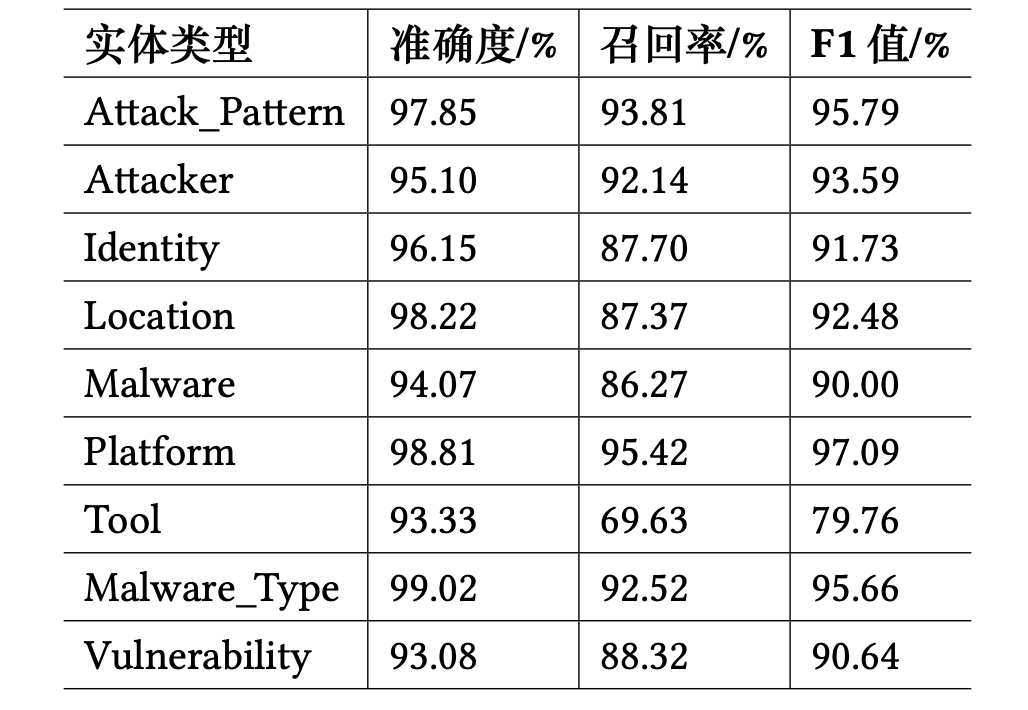 实体类型 准确度/% 召回率/% F1 值/%
Attack_Pattern 97.85 93.81 95.79
Attacker 95.10 92.14 93.59
Identity 96.15 87.70 91.73
Location 98.22 87.37 92.48
Malware 94.07 86.27 90.00
Platform 98.81 95.42 97.09
Tool 93.33 69.63 79.76
Malware_Type 99.02 92.52 95.66
Vulnerability 93.08 88.32 90.64